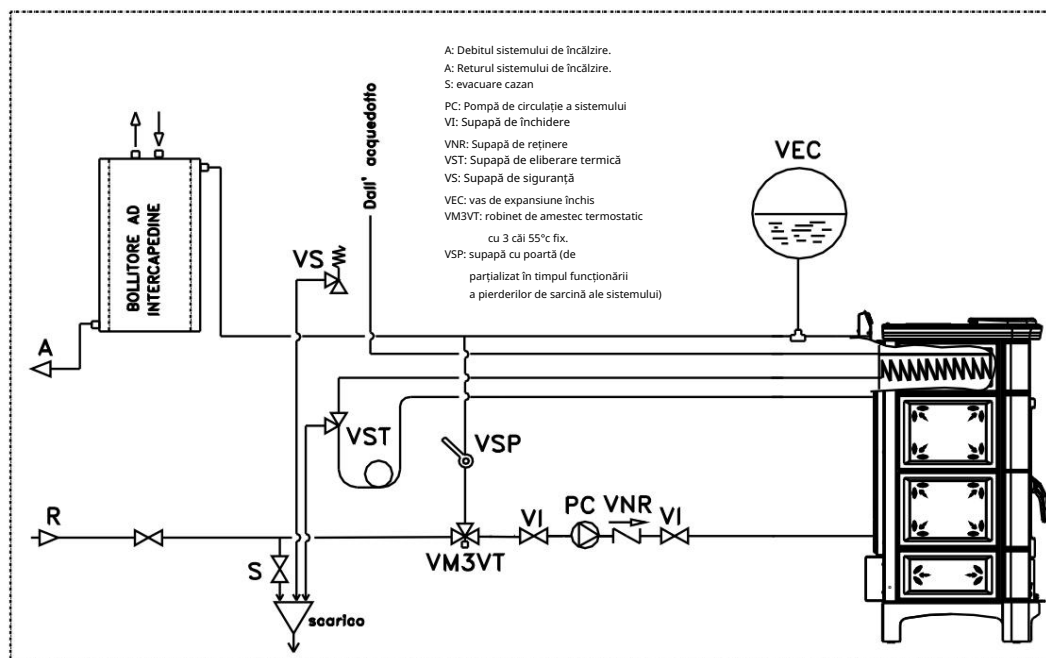 A: Debitul sistemului de încălzire.
A: Returul sistemului de încălzire.
S: evacuare cazan
PC: Pompă de circulație a sistemului
VI: Supapă de închidere
VNR: Supapă de reținere
VST: Supapă de eliberare termică
VS: Supapă de siguranță
VEC: vas de expansiune închis
VM3VT: robinet de amestec termostatic
cu 3 căi 55°c fix.
VSP: supapă cu poartă (de
parțializat în timpul funcționării
a pierderilor de sarcină ale sistemului)
Dall' acquedotto
VEC
BOLLITORE AD
INTERCAPEDINE
VS
A
VST
VSP
R
VI
PC
VNR
VI
VM3VT
S
scarico